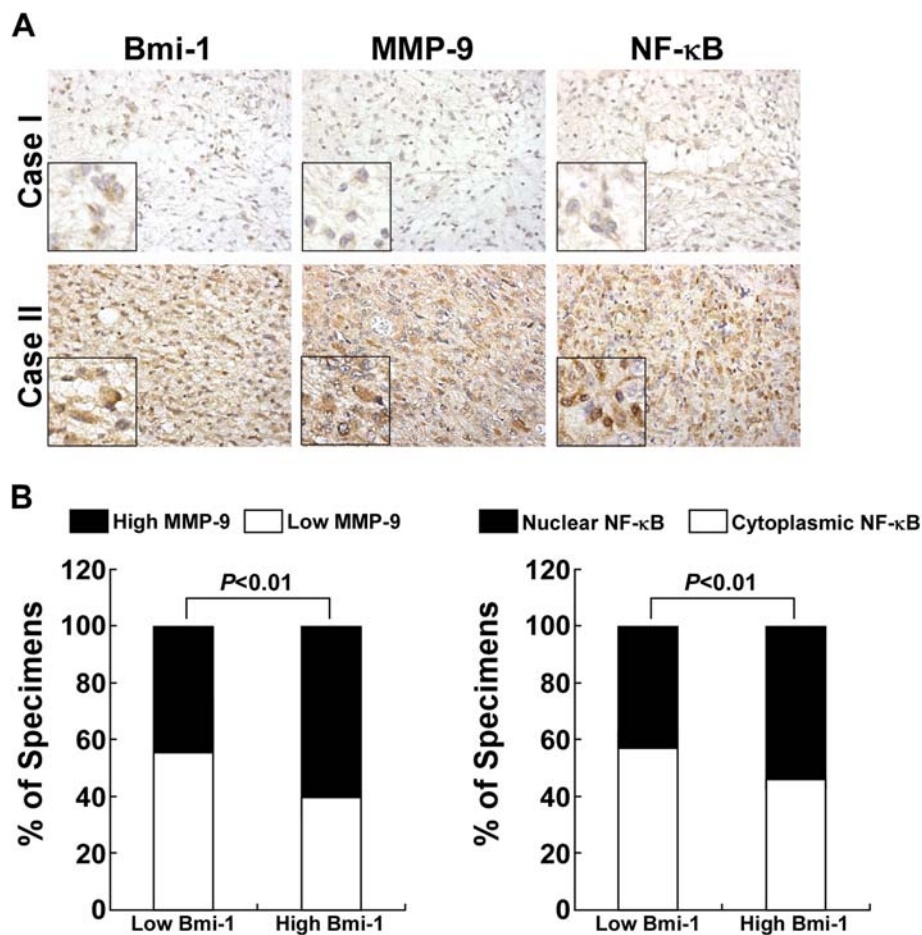 A
Bmi-1 MMP-9 NF-κB
Case I
Case II
B
High MMP-9 Low MMP-9
120
100
80
60
40
20
0
% of Specimens
P<0.01
Low Bmi-1 High Bmi-1
Nuclear NF-κB Cytoplasmic NF-κB
120
100
80
60
40
20
0
% of Specimens
P<0.01
Low Bmi-1 High Bmi-1